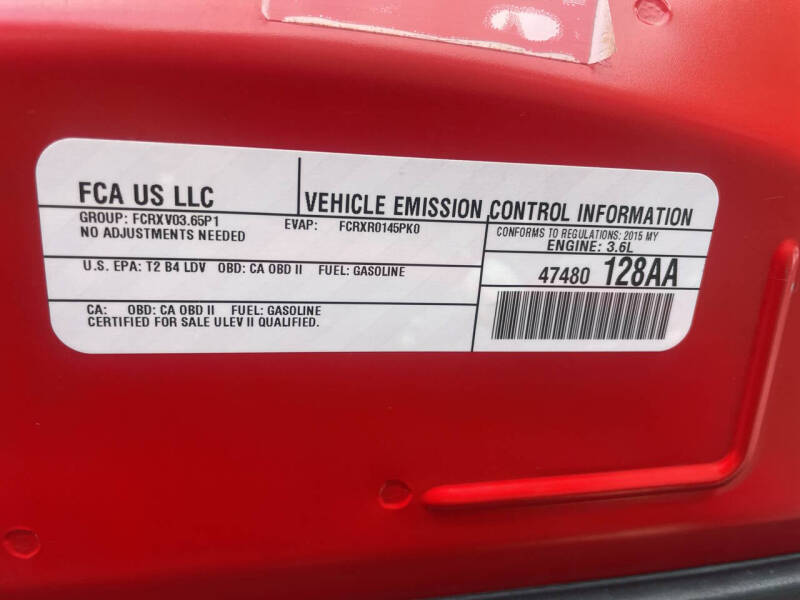 FCA US LLC
VEHICLE EMISSION CONTROL INFORMATION
GROUP: FCRXV03.65P1 EVAP: FCRXR0145PK0
NO ADJUSTMENTS NEEDED
CONFORMS TO REGULATIONS: 2015 MY
ENGINE: 3.6L
U.S. EPA: T2 B4 LDV OBD: CA OBD II FUEL: GASOLINE
47480 128AA
CA: OBD: CA OBD II FUEL: GASOLINE
CERTIFIED FOR SALE ULEV II QUALIFIED.